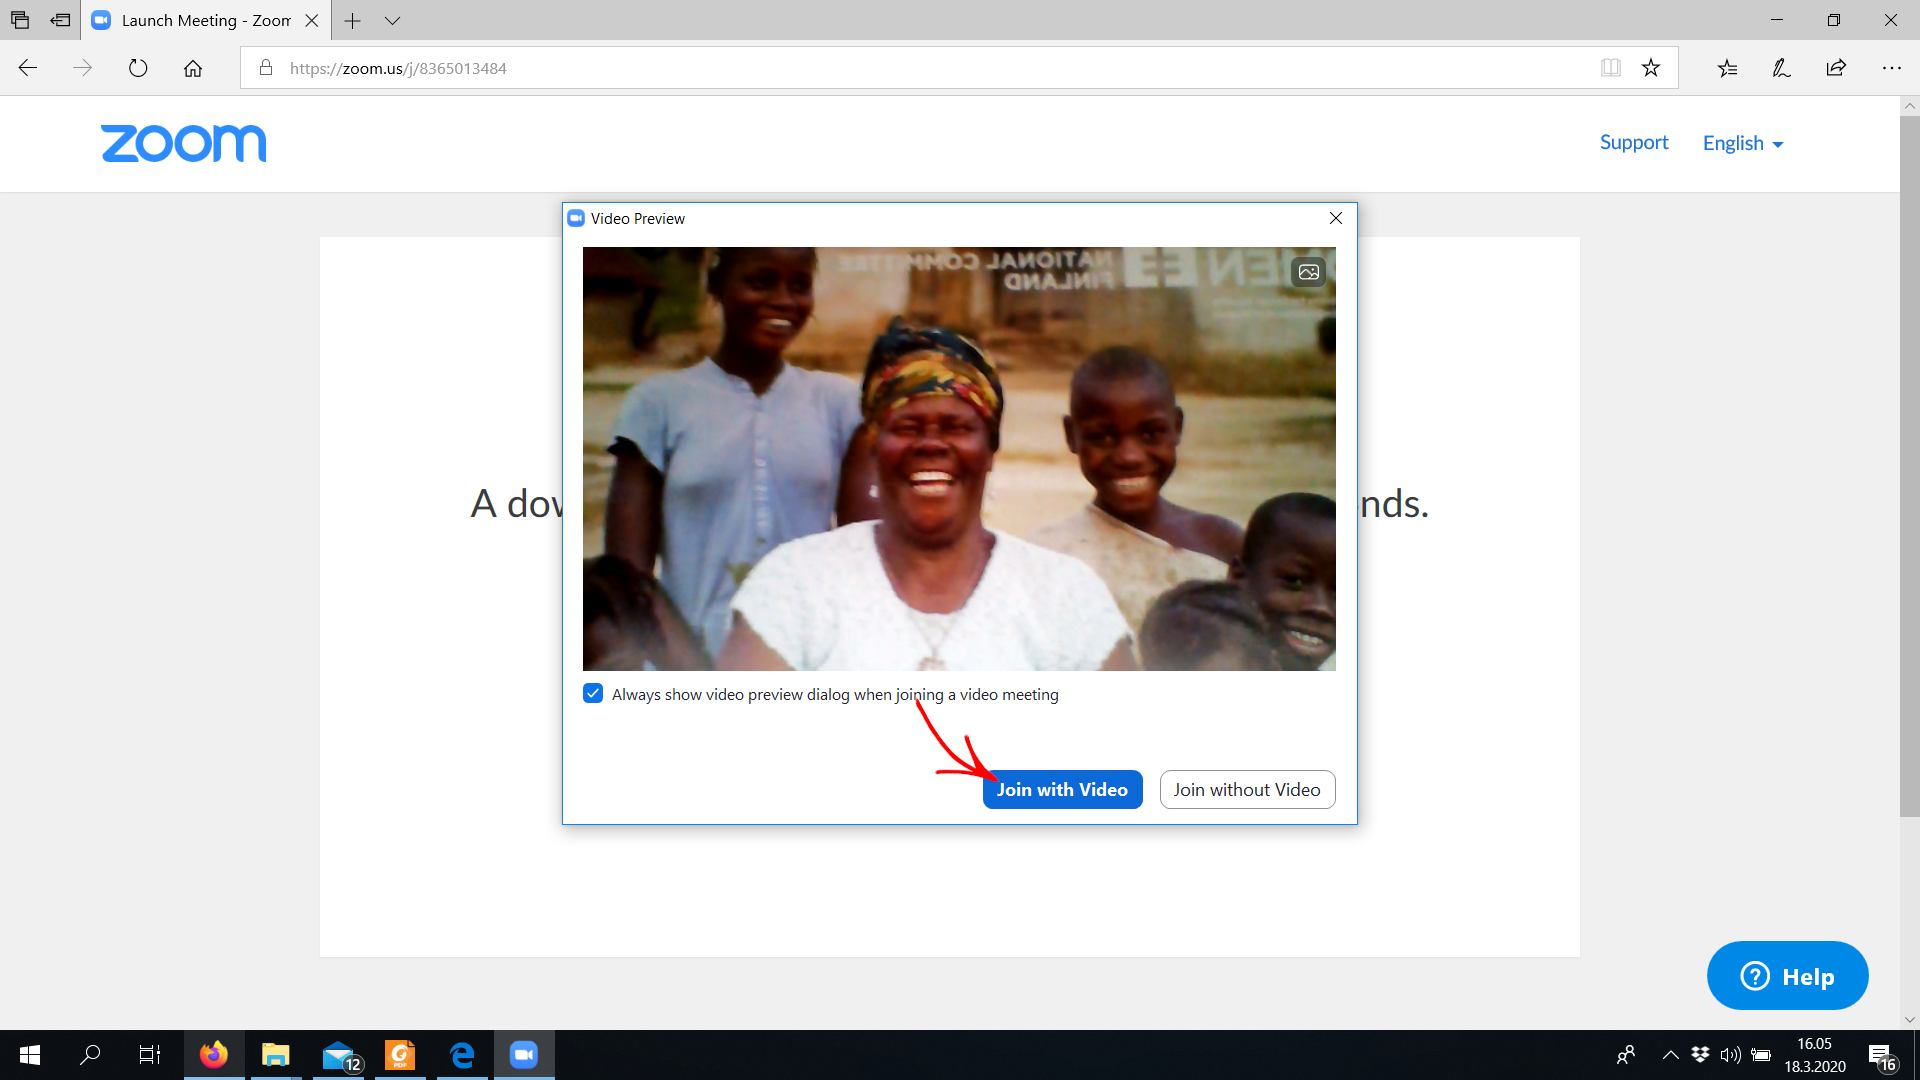 Launch Meeting - Zoom
https://zoom.us/j/8365013484
zoom
Support
English
Video Preview
NATIONAL COMMITTEE
FINLAND
MEN
A dov
nds.
Always show video preview dialog when joining a video meeting
Join with Video
Join without Video
Help
12
PDF
16.05
18.3.2020
16